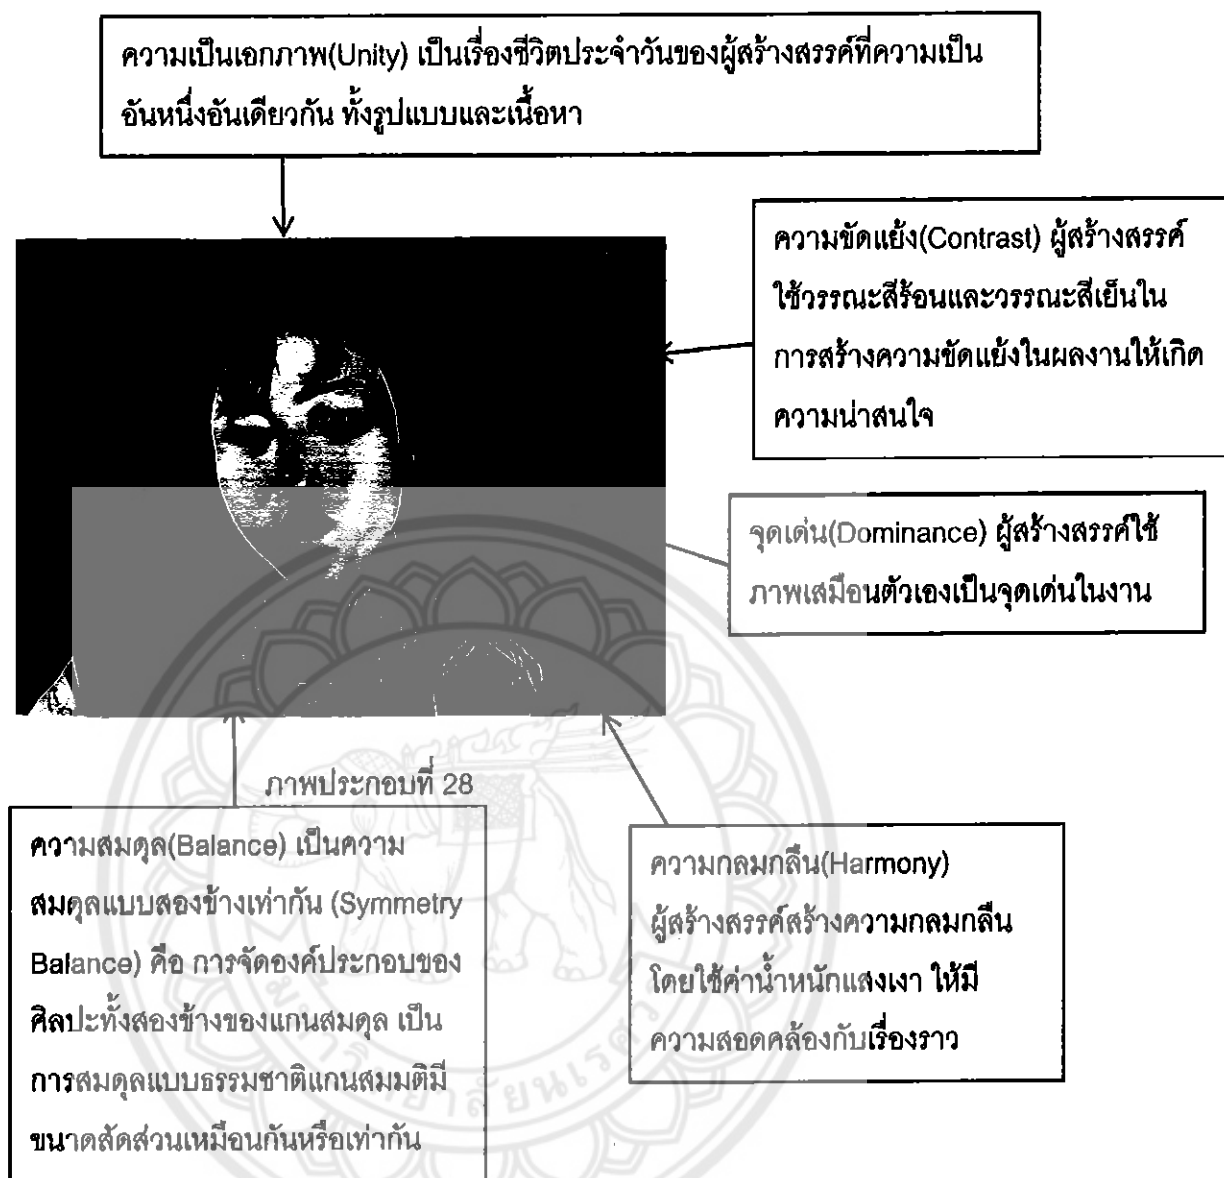 ความเป็นเอกภาพ(Unity) เป็นเรื่องชีวิตประจำวันของผู้สร้างสรรค์ที่ความเป็น
อันหนึ่งอันเดียวกัน ทั้งรูปแบบและเนื้อหา
ความขัดแย้ง(Contrast) ผู้สร้างสรรค์
ใช้วรรณะสีร้อนและวรรณะสีเย็นใน
การสร้างความขัดแย้งในผลงานให้เกิด
ความน่าสนใจ
จุดเด่น(Dominance) ผู้สร้างสรรค์ใช้
ภาพเสมือนตัวเองเป็นจุดเด่นในงาน
ภาพประกอบที่ 28
ความสมดุล(Balance) เป็นความ
สมดุลแบบสองข้างเท่ากัน (Symmetry
Balance) คือ การจัดองค์ประกอบของ
ศิลปะทั้งสองข้างของแกนสมดุล เป็น
การสมดุลแบบธรรมชาติแกนสมมติมี
ขนาดสัดส่วนเหมือนกันหรือเท่ากัน
ความกลมกลืน(Harmony)
ผู้สร้างสรรค์สร้างความกลมกลืน
โดยใช้ค่าน้ำหนักแสงเงา ให้มี
ความสอดคล้องกับเรื่องราว
มหาวิทยาลัยนเรศวร